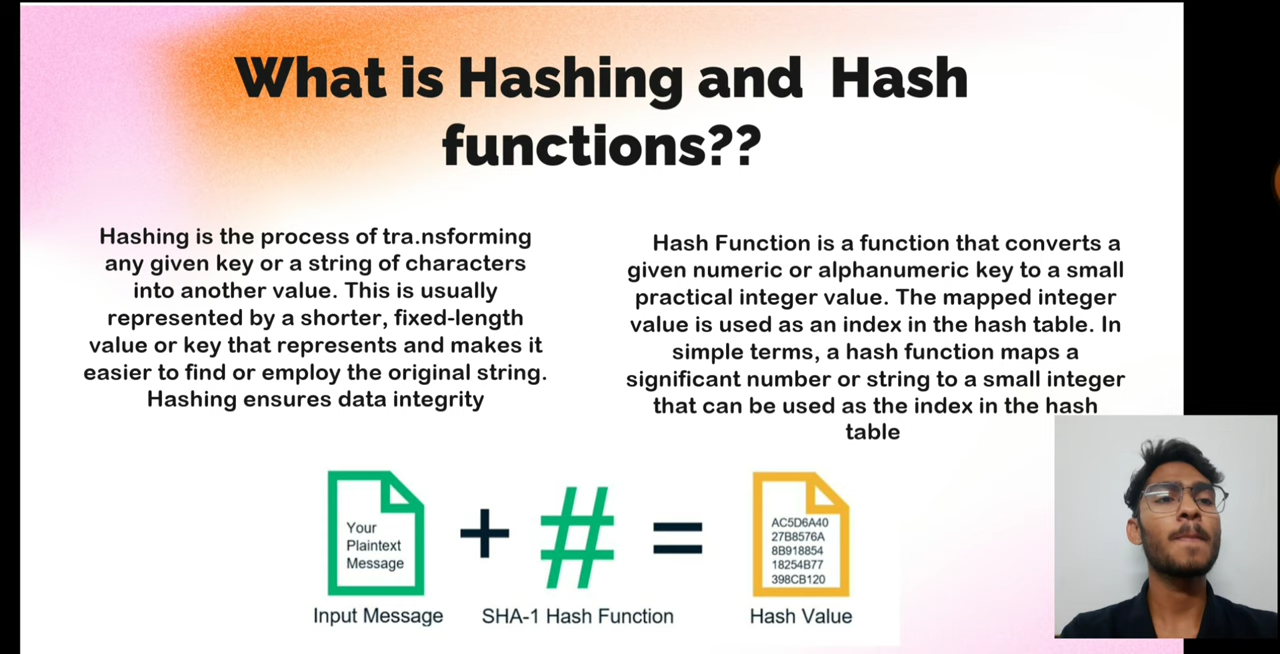 What is Hashing and Hash
functions??
Hashing is the process of tra.nsforming
any given key or a string of characters
into another value. This is usually
represented by a shorter, fixed-length
value or key that represents and makes it
easier to find or employ the original string.
Hashing ensures data integrity
Hash Function is a function that converts a
given numeric or alphanumeric key to a small
practical integer value. The mapped integer
value is used as an index in the hash table. In
simple terms, a hash function maps a
significant number or string to a small integer
that can be used as the index in the hash
table
Your
Plaintext
Message
+ # =
AC5D6A40
27B8576A
8B918854
18254B77
398CB120
Input Message
SHA-1 Hash Function
Hash Value